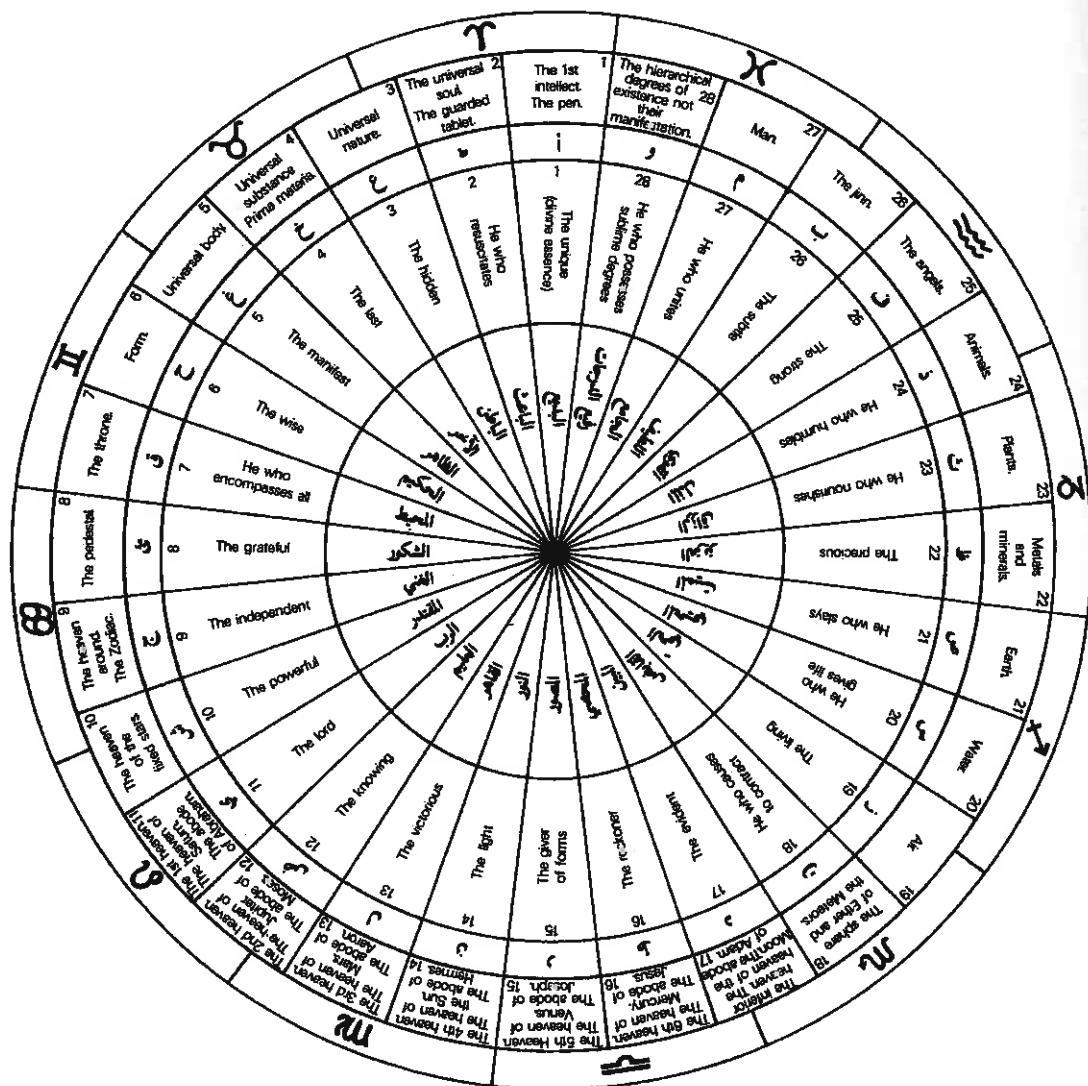 1
The 1st
intellect.
The pen.
2
The universal
soul.
The guarded
tablet.
3
Universal
nature.
4
Universal
substance
Prima materia.
5
Universal body.
6
Form.
7
The throne.
8
The pedestal
9
The heaven
around.
The Zodiac.
10
The heaven
of the
fixed stars
The 1st heaven. 11
The heaven of
Saturn.
The abode
of Abraham.
The 2nd heaven.
The heaven of
Jupiter.
The abode of
Moses. 12
The 3rd heaven.
The heaven of
Mars.
The abode of
Aaron. 13
The 4th heaven.
The heaven of
the Sun.
The abode of
Hermes. 14
The 5th Heaven.
The heaven of
Venus.
The abode of
Joseph. 15
The 6th heaven.
The heaven of
Mercury.
The abode of
Jesus. 16
The inferior
heaven. The
heaven of the
Moon. The abode
of Adam. 17
The sphere
of Ether and
the Meteors.
18
Air
19
Water.
20
Earth.
21
Metals
and
minerals.
22
Plants.
23
Animals.
24
The angels.
25
The jinn.
26
Man.
27
The hierarchical
degrees of
existence not
their
manifestation.
28
أ
ه
ع
ح
غ
خ
ق
ك
ج
ش
ي
ض
ل
ن
ر
ط
د
ت
ز
س
ص
ظ
ث
ذ
ف
ب
م
و
1
The unique
(divine essence)
2
He who
resuscitates
3
The hidden
4
The last
5
The manifest
6
The wise
7
He who
encompasses all
8
The grateful
9
The independent
10
The powerful
11
The lord
12
The knowing
13
The victorious
14
The light
15
The giver
of forms
16
The reckoner
17
The evident
18
He who causes
to contract
19
The living
20
He who
gives life
21
He who slays
22
The precious
23
He who nourishes
24
He who humbles
25
The strong
26
The subtle
27
He who unites
28
He who possesses
sublime degrees
البديع
الباعث
الباطن
الآخر
الظاهر
الحكيم
المحيط
الشكور
الغني
المقتدر
الرب
العليم
القاهر
النور
المصور
المحصي
المبين
القابض
الحي
المحيي
المميت
العزيز
الرزاق
المذل
القوي
اللطيف
الجامع
رفيع الدرجات